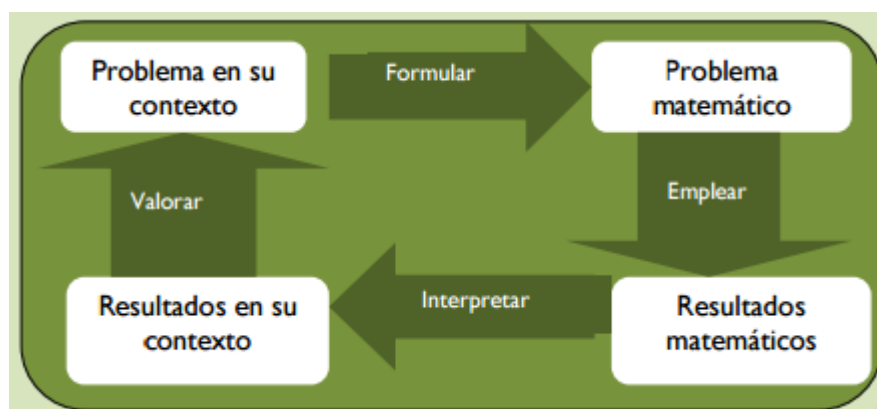 Problema en su
contexto
Formular
Problema
matemático
Valorar
Emplear
Resultados en su
contexto
Interpretar
Resultados
matemáticos